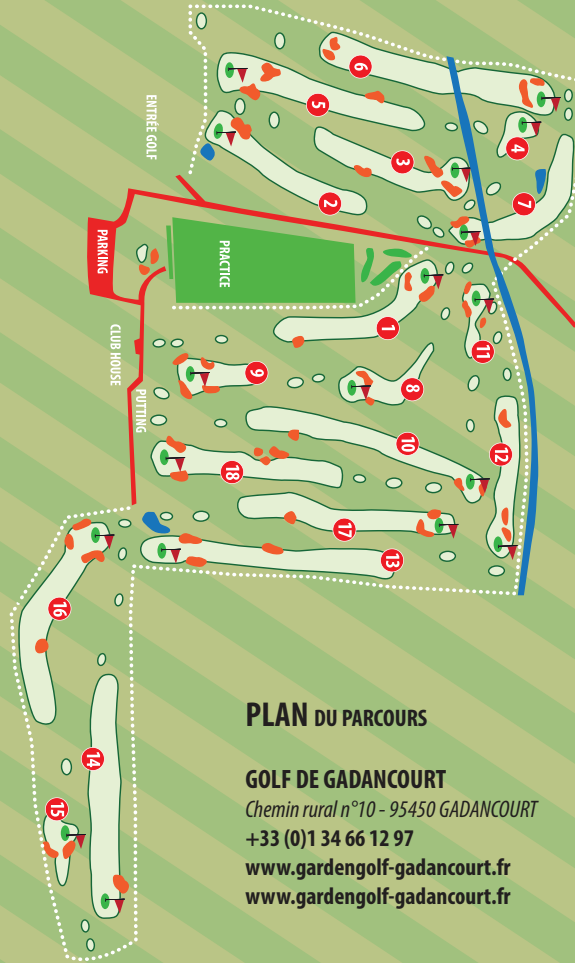 6
5
4
3
7
2
ENTRÉE GOLF
PARKING
PRACTICE
1
11
CLUB HOUSE
9
8
PUTTING
10
12
18
17
13
16
14
15
PLAN DU PARCOURS
GOLF DE GADANCOURT
Chemin rural n°10 - 95450 GADANCOURT
+33 (0)1 34 66 12 97
www.gardengolf-gadancourt.fr
www.gardengolf-gadancourt.fr